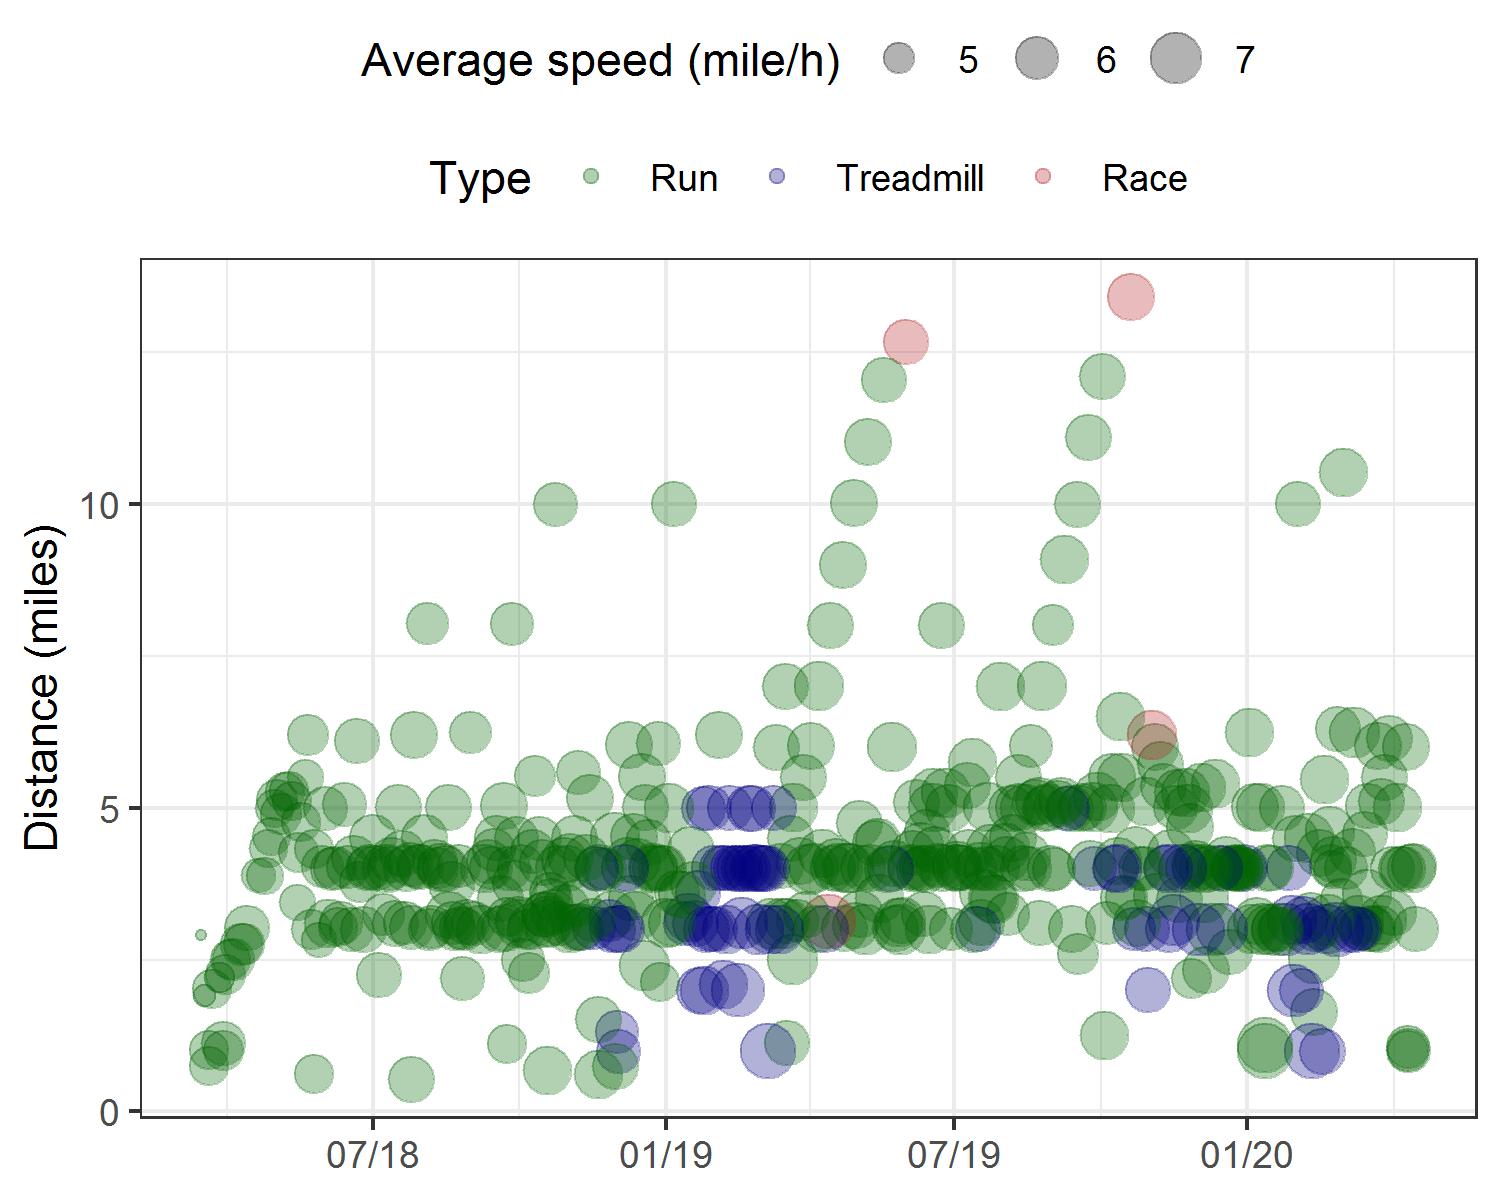 Average speed (mile/h) 5 6 7
Type Run Treadmill Race
Distance (miles)
10
5
0
07/18 01/19 07/19 01/20